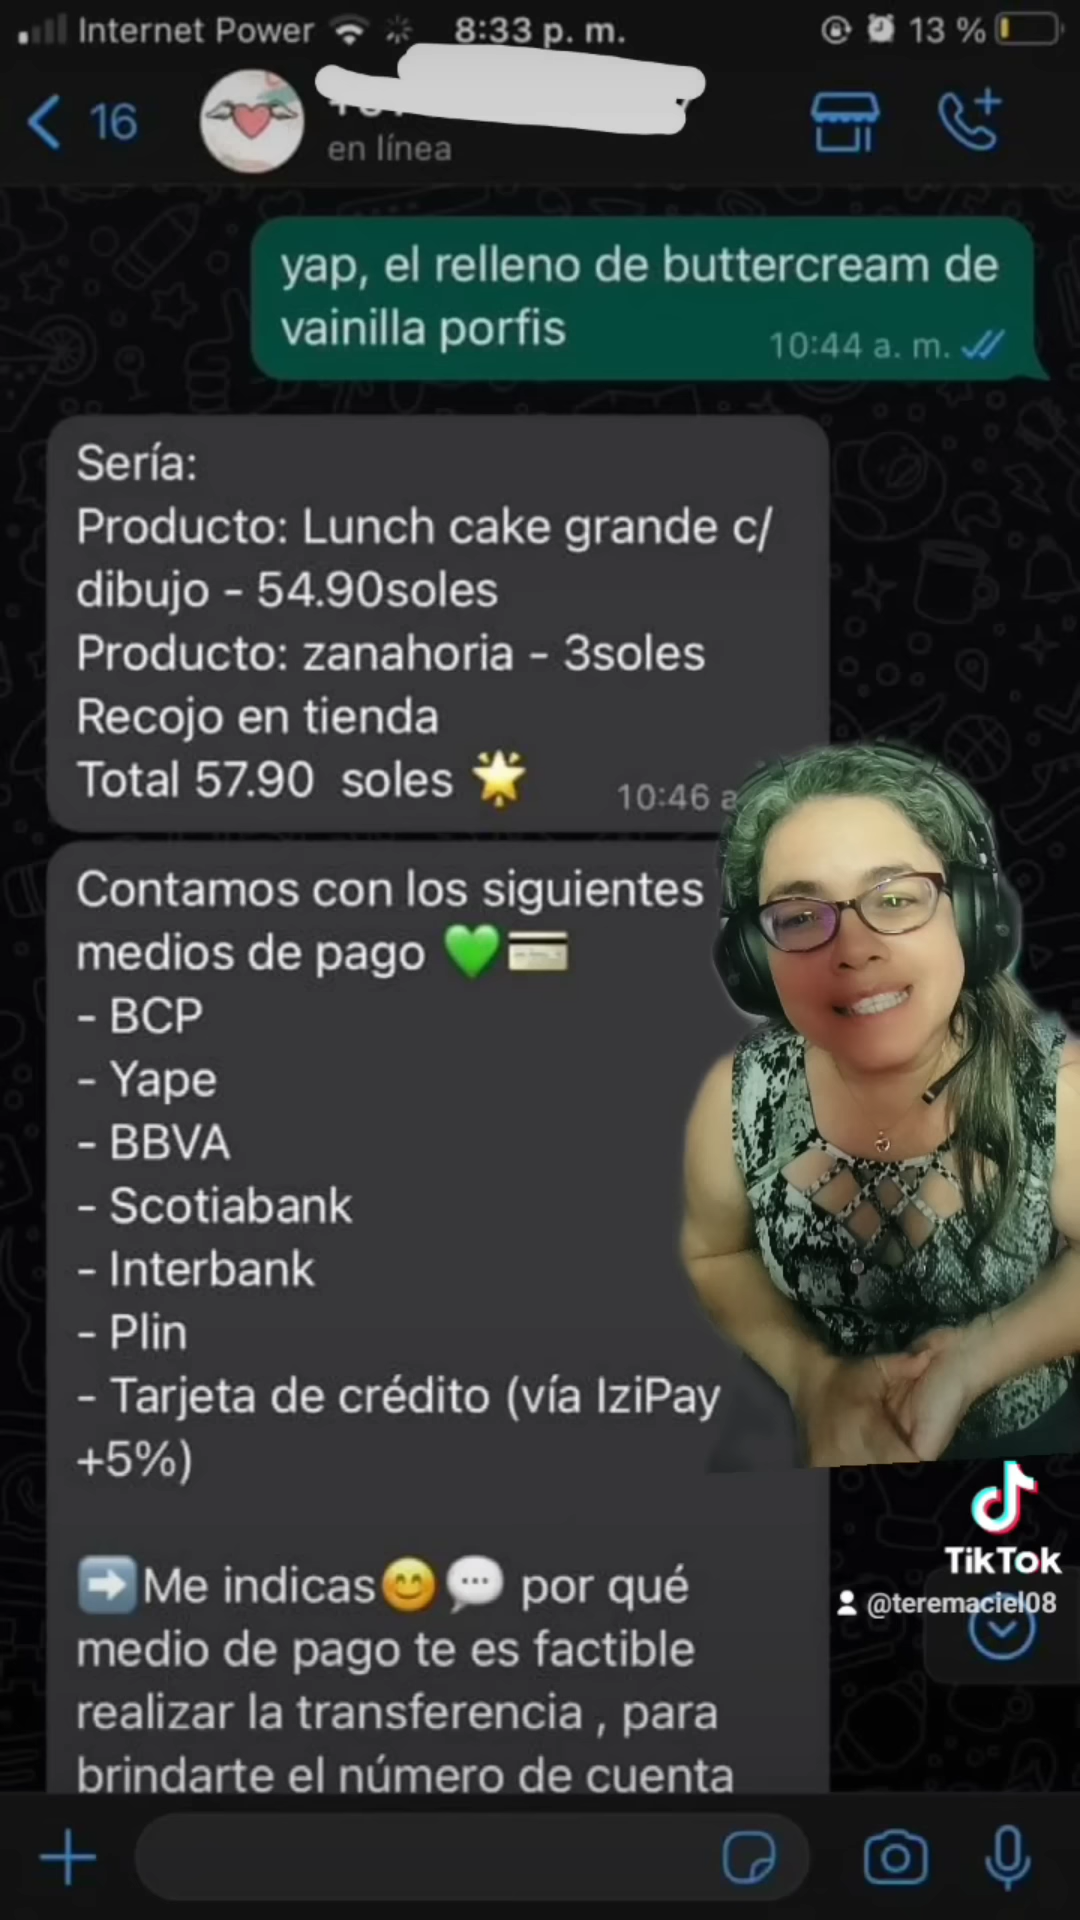 Internet Power 8:33 p. m. 13 %
16
en línea
yap, el relleno de buttercream de
vainilla porfis
10:44 a. m.
Sería:
Producto: Lunch cake grande c/
dibujo - 54.90soles
Producto: zanahoria - 3soles
Recojo en tienda
Total 57.90 soles 🌟
10:46 a
Contamos con los siguientes
medios de pago 💚💳
- BCP
- Yape
- BBVA
- Scotiabank
- Interbank
- Plin
- Tarjeta de crédito (vía IziPay
+5%)
➡️Me indicas😊💬 por qué
medio de pago te es factible
realizar la transferencia , para
brindarte el número de cuenta
TikTok
@teremaciel08